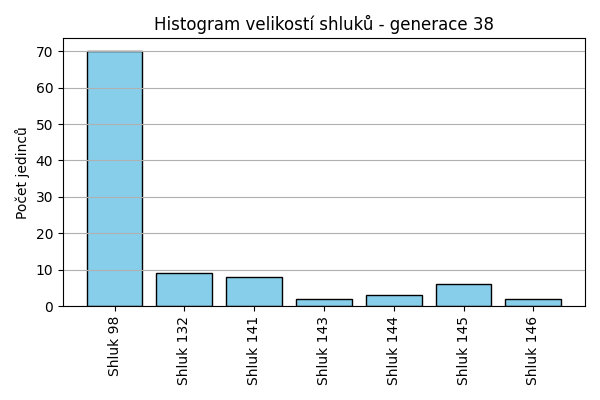 Histogram velikostí shluků - generace 38
Počet jedinců
70
60
50
40
30
20
10
0
Shluk 98
Shluk 132
Shluk 141
Shluk 143
Shluk 144
Shluk 145
Shluk 146